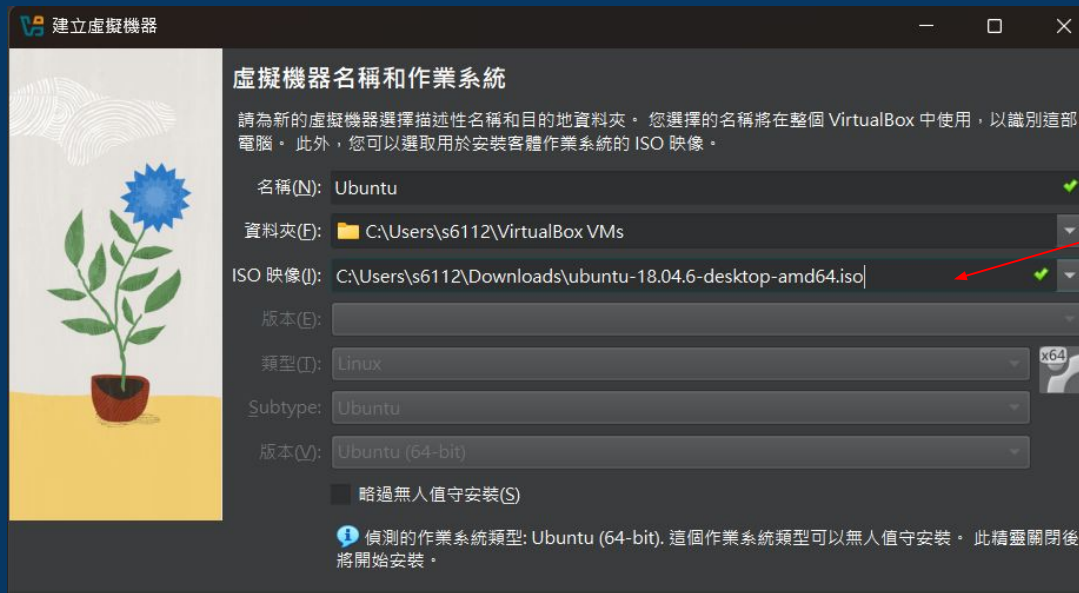 建立虛擬機器
虛擬機器名稱和作業系統
請為新的虛擬機器選擇描述性名稱和目的地資料夾。 您選擇的名稱將在整個 VirtualBox 中使用，以識別這部
電腦。 此外，您可以選取用於安裝客體作業系統的 ISO 映像。
名稱(N): Ubuntu
資料夾(F): C:\Users\s6112\VirtualBox VMs
ISO 映像(I): C:\Users\s6112\Downloads\ubuntu-18.04.6-desktop-amd64.iso
版本(E):
類型(T): Linux
x64
Subtype: Ubuntu
版本(V): Ubuntu (64-bit)
略過無人值守安裝(S)
偵測的作業系統類型: Ubuntu (64-bit). 這個作業系統類型可以無人值守安裝。 此精靈關閉後
將開始安裝。